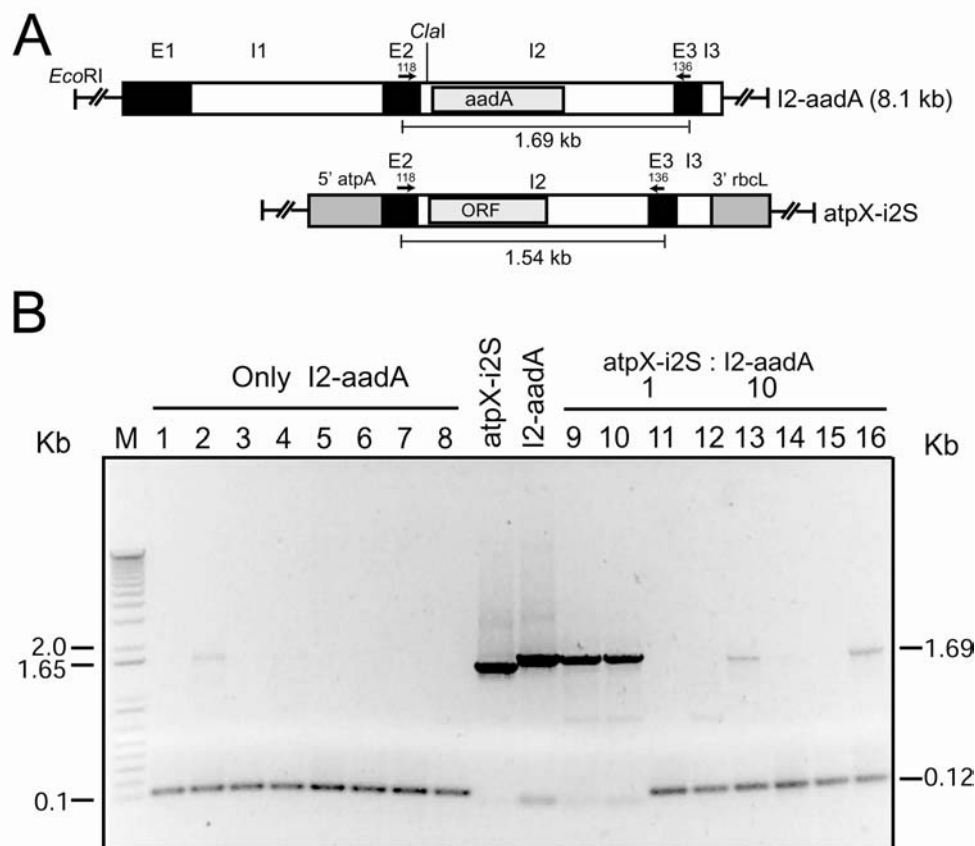 A
ClaI
E1 I1 E2 I2 E3 I3
EcoRI 118 136
aadA
I2-aadA (8.1 kb)
1.69 kb
E2 E3
5' atpA 118 I2 136 I3 3' rbcL
ORF
atpX-i2S
1.54 kb
B
Only I2-aadA
atpX-i2S
I2-aadA
atpX-i2S : I2-aadA
1 10
Kb M 1 2 3 4 5 6 7 8 9 10 11 12 13 14 15 16 Kb
2.0 1.69
1.65
0.12
0.1